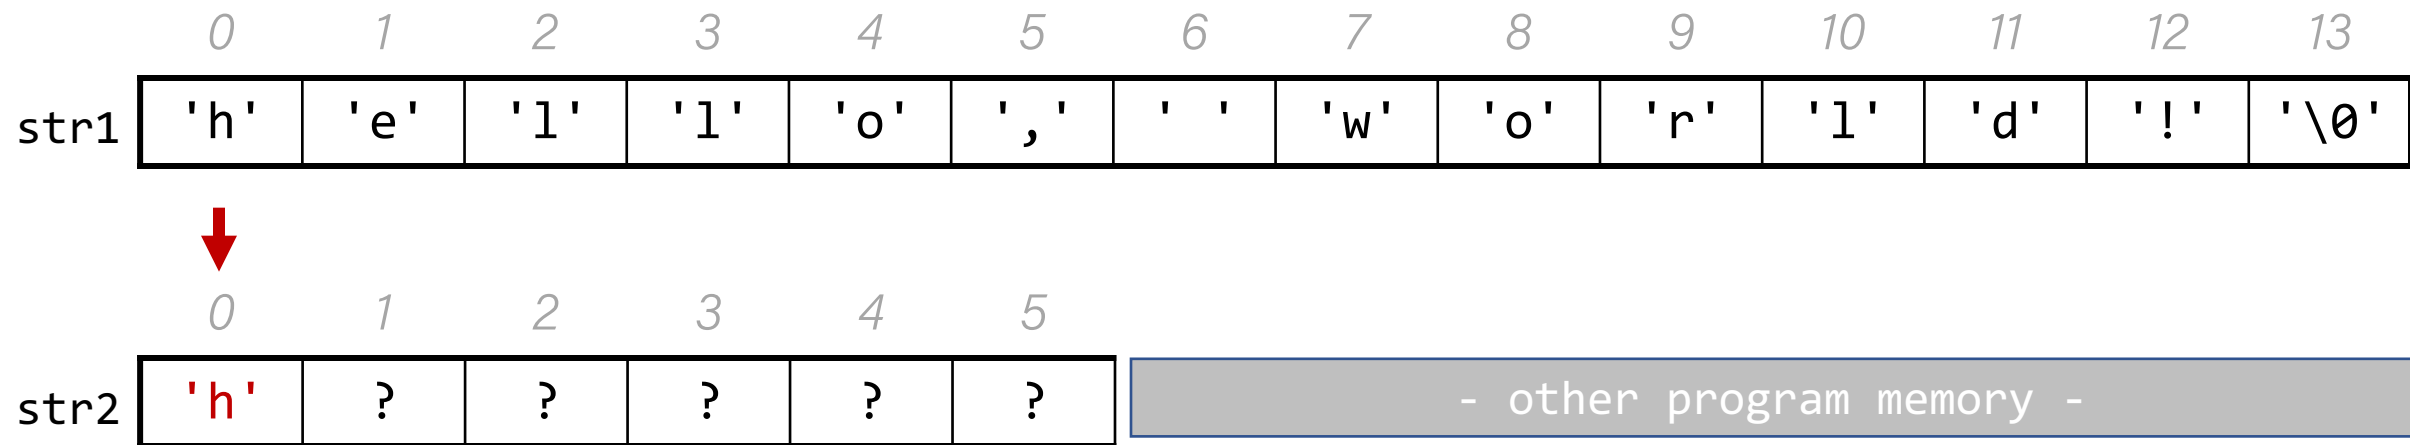 0 1 2 3 4 5 6 7 8 9 10 11 12 13
str1 'h' 'e' 'l' 'l' 'o' ',' ' ' 'w' 'o' 'r' 'l' 'd' '!' '\0'
0 1 2 3 4 5
str2 'h' ? ? ? ? ? - other program memory -